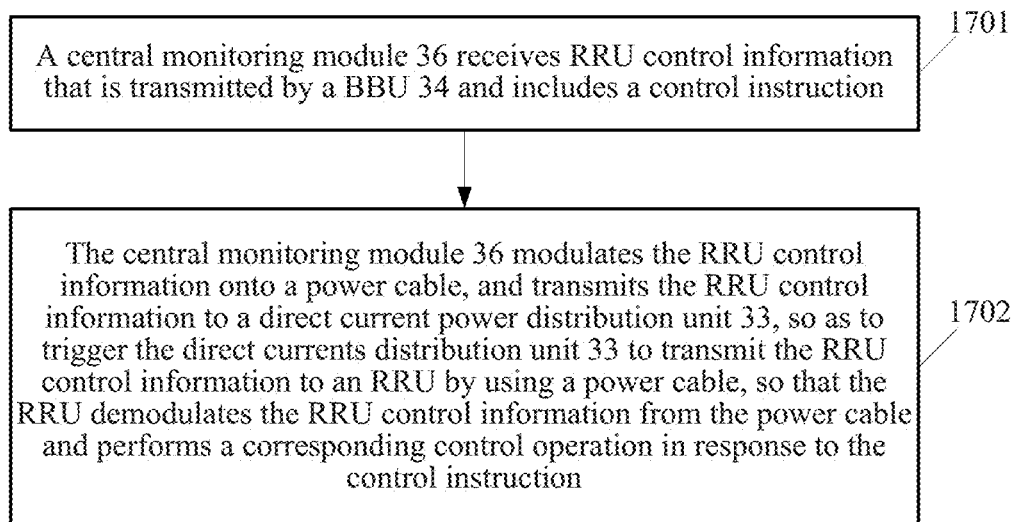 1701
A central monitoring module 36 receives RRU control information
that is transmitted by a BBU 34 and includes a control instruction
The central monitoring module 36 modulates the RRU control
information onto a power cable, and transmits the RRU control
information to a direct current power distribution unit 33, so as to
trigger the direct currents distribution unit 33 to transmit the RRU
control information to an RRU by using a power cable, so that the
RRU demodulates the RRU control information from the power cable
and performs a corresponding control operation in response to the
control instruction
1702